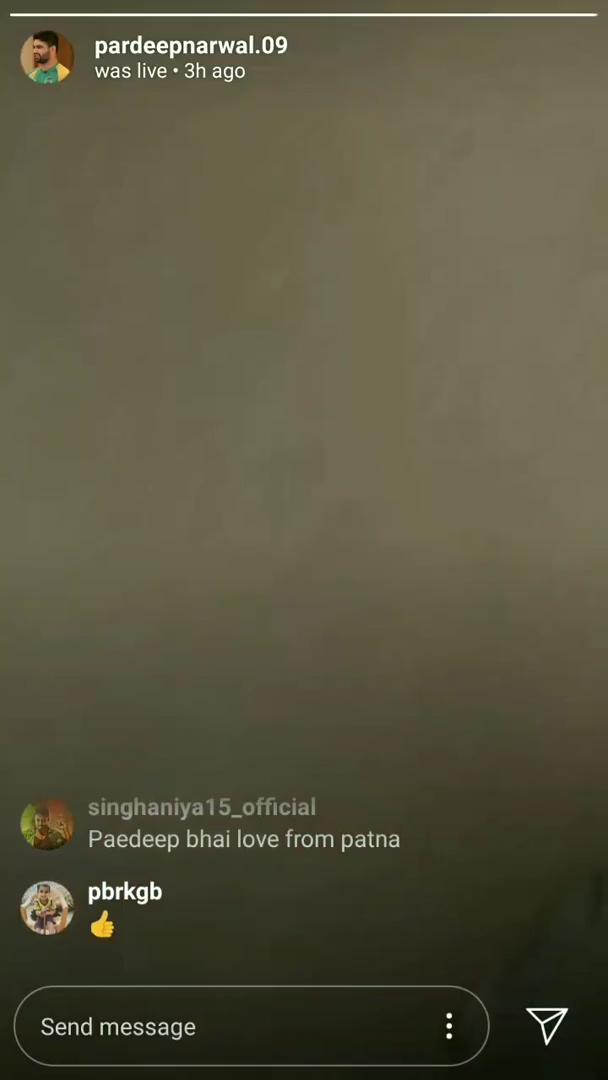 pardeepnarwal.09
was live • 3h ago
singhaniya15_official
Paedeep bhai love from patna
pbrkgb
👍
Send message